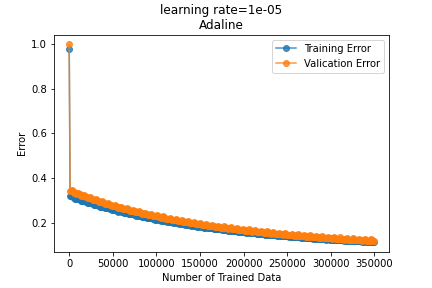 learning rate=1e-05
Adaline
Training Error
Valication Error
1.0
0.8
0.6
0.4
0.2
Error
0 50000 100000 150000 200000 250000 300000 350000
Number of Trained Data